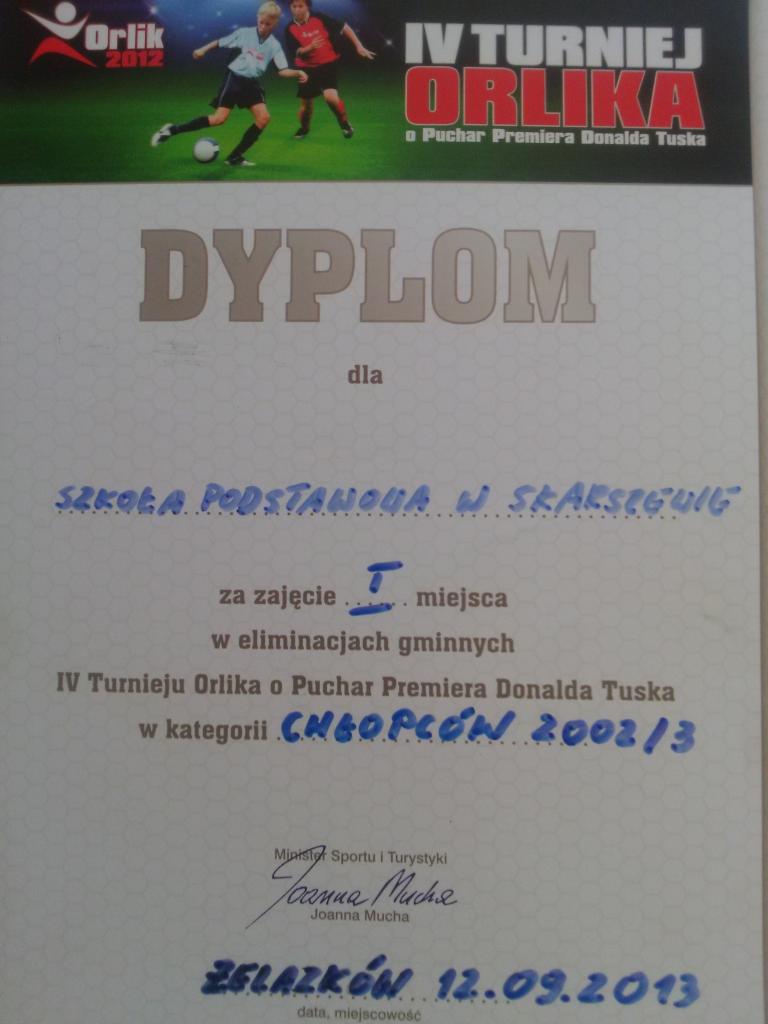 Orlik
2012
IV TURNIEJ
ORLIKA
o Puchar Premiera Donalda Tuska
DYPLOM
dla
SZKOŁA PODSTAWOWA W SKARSZEWIE
za zajęcie I miejsca
w eliminacjach gminnych
IV Turnieju Orlika o Puchar Premiera Donalda Tuska
w kategorii CHŁOPCÓW 2002/3
Minister Sportu i Turystyki
Joanna Mucha
Joanna Mucha
ŻELAZKÓW 12.09.2013
data, miejscowość